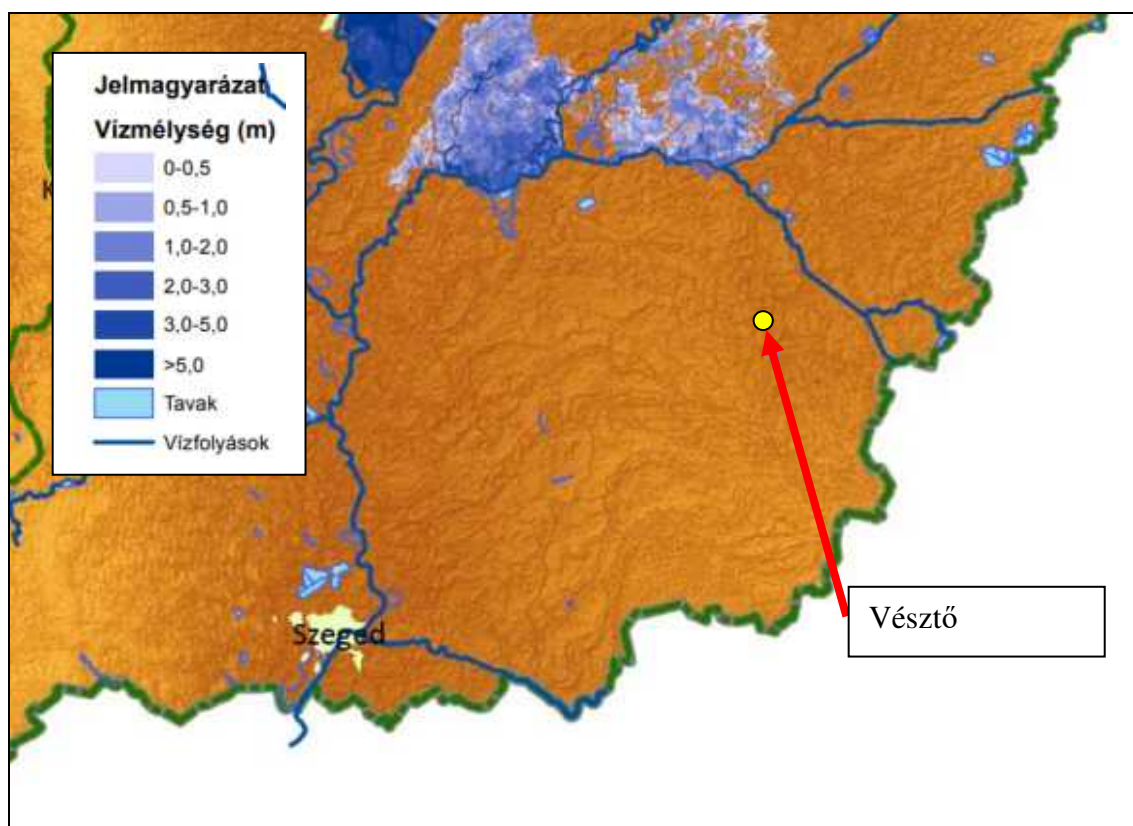 Jelmagyarázat
Vízmélység (m)
0-0,5
0,5-1,0
1,0-2,0
2,0-3,0
3,0-5,0
>5,0
Tavak
Vízfolyások
K
Vésztő
Szeged